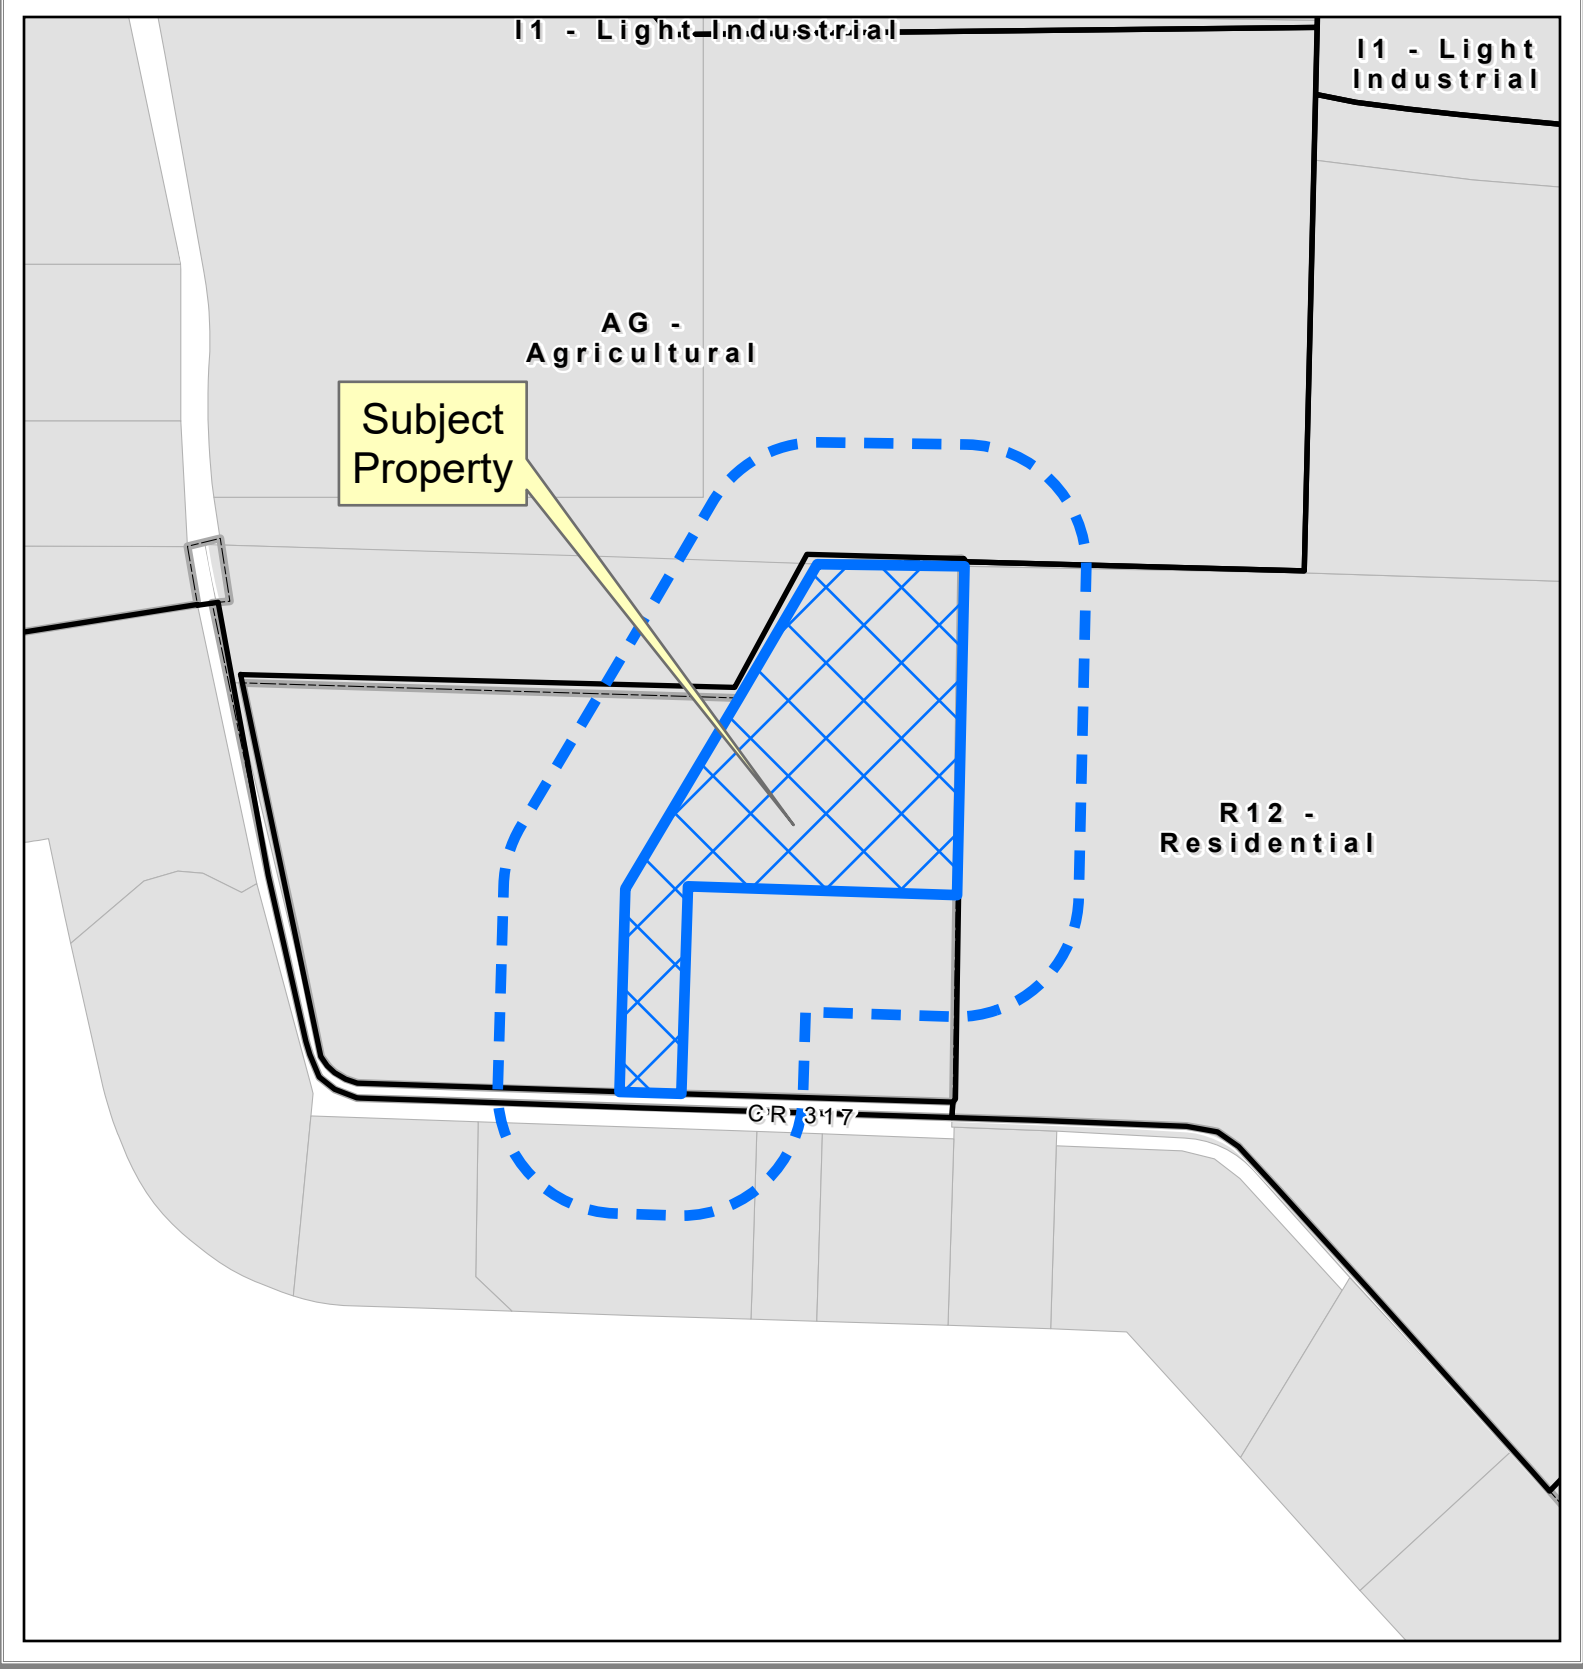 I1 - Light Industrial
I1 - Light
Industrial
AG -
Agricultural
Subject
Property
R12 -
Residential
CR 317